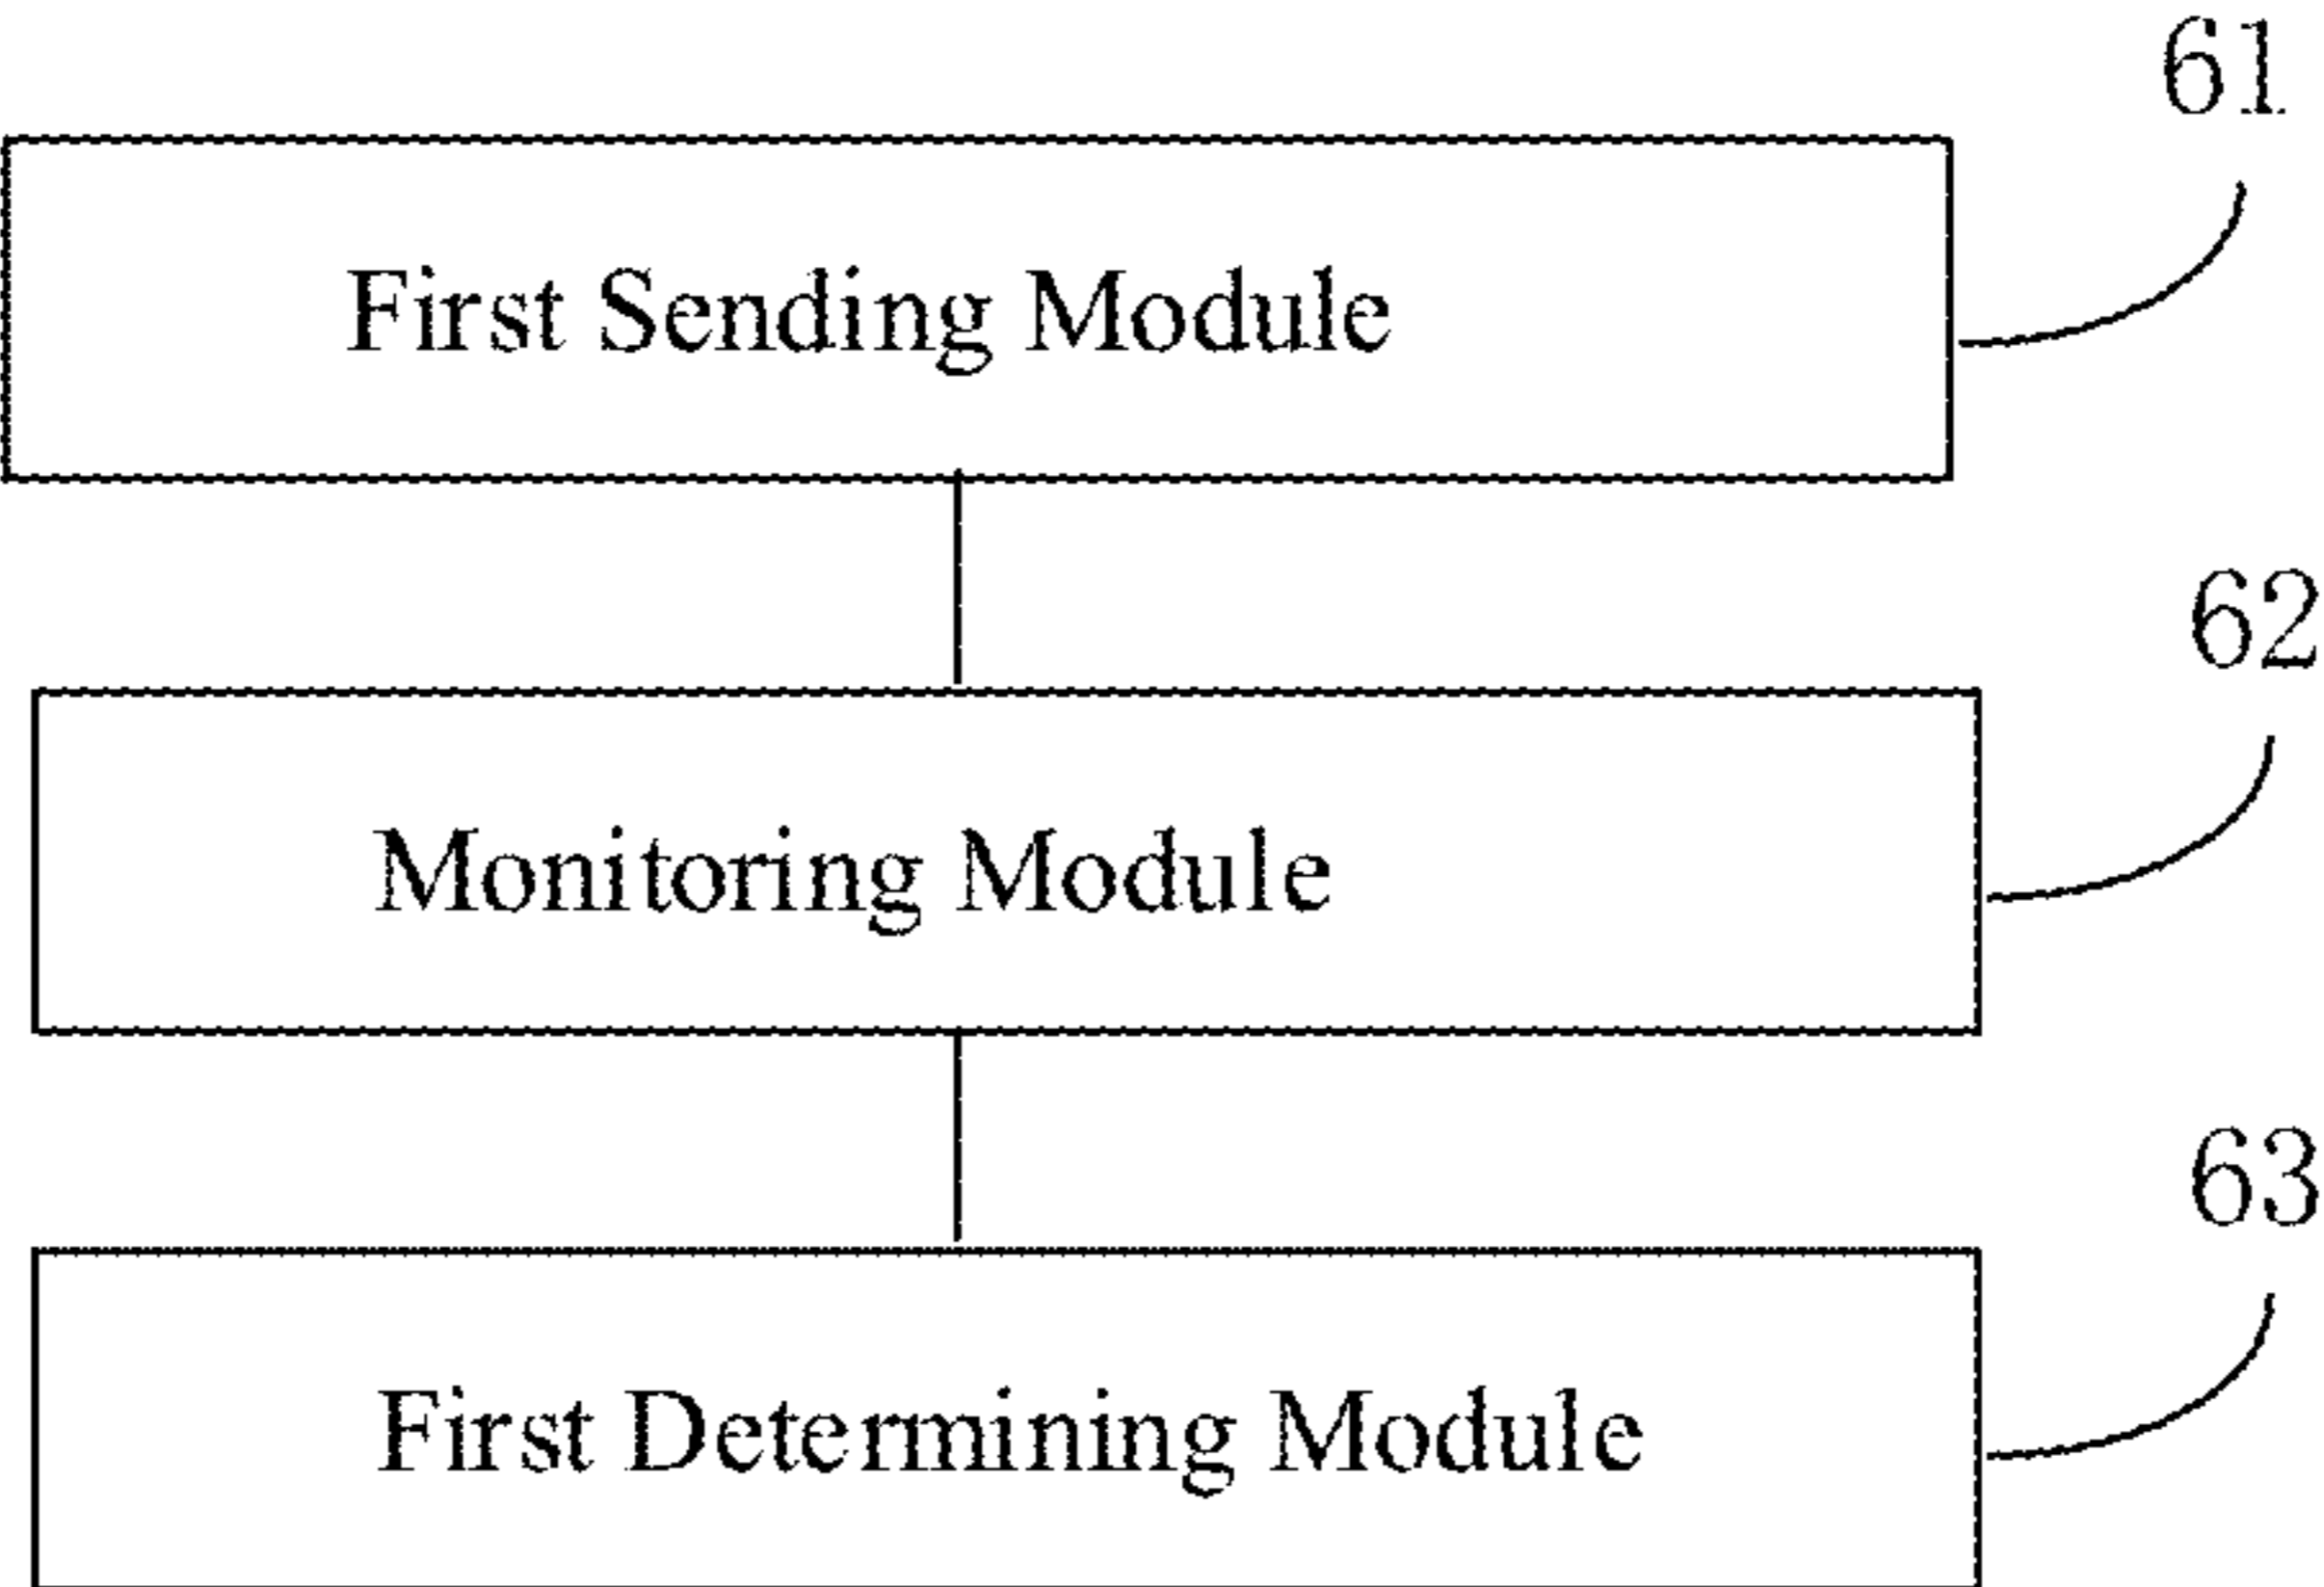 61
First Sending Module
62
Monitoring Module
63
First Determining Module